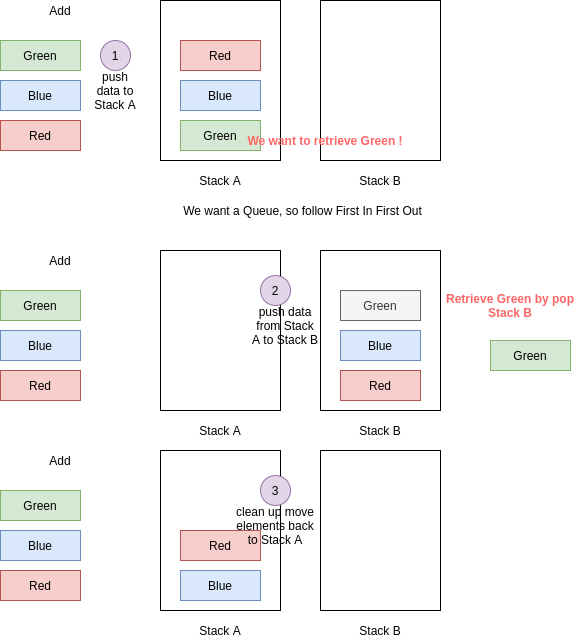 Add
Green
Blue
Red
1
push
data to
Stack A
Red
Blue
Green
We want to retrieve Green !
Stack A
Stack B
We want a Queue, so follow First In First Out
Add
Green
Blue
Red
2
push data
from Stack
A to Stack B
Green
Blue
Red
Retrieve Green by pop
Stack B
Green
Stack A
Stack B
Add
Green
Blue
Red
3
clean up move
elements back
to Stack A
Red
Blue
Stack A
Stack B